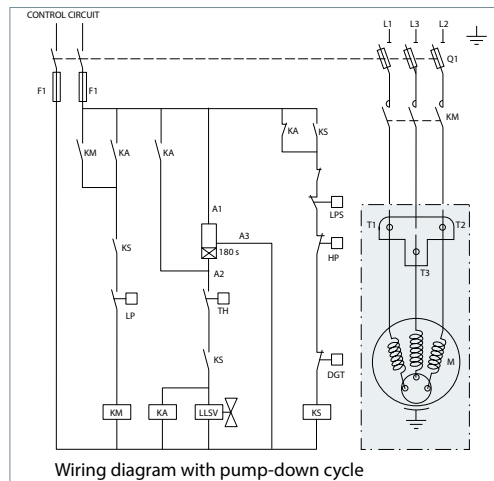 CONTROL CIRCUIT
L1 L3 L2
Q1
F1 F1
KM
KA KS
KM KA KA
LPS
A1
T1 T2
A3
180 s
HP
KS
T3
A2
LP TH
M
KS
DGT
KM KA LLSV KS
Wiring diagram with pump-down cycle